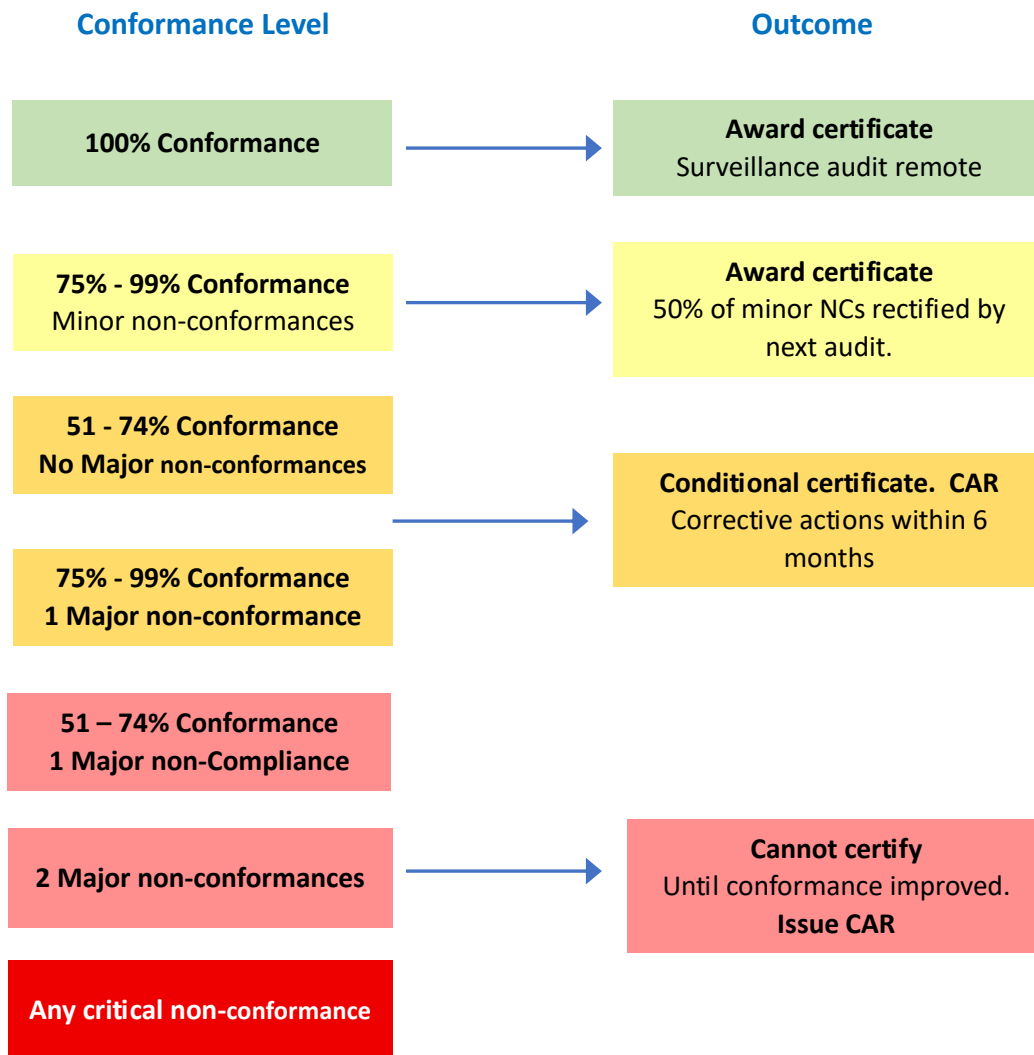 Conformance Level
Outcome
100% Conformance
Award certificate
Surveillance audit remote
75% - 99% Conformance
Minor non-conformances
Award certificate
50% of minor NCs rectified by
next audit.
51 - 74% Conformance
No Major non-conformances
75% - 99% Conformance
1 Major non-conformance
Conditional certificate.  CAR
Corrective actions within 6
months
51 – 74% Conformance
1 Major non-Compliance
2 Major non-conformances
Any critical non-conformance
Cannot certify
Until conformance improved.
Issue CAR